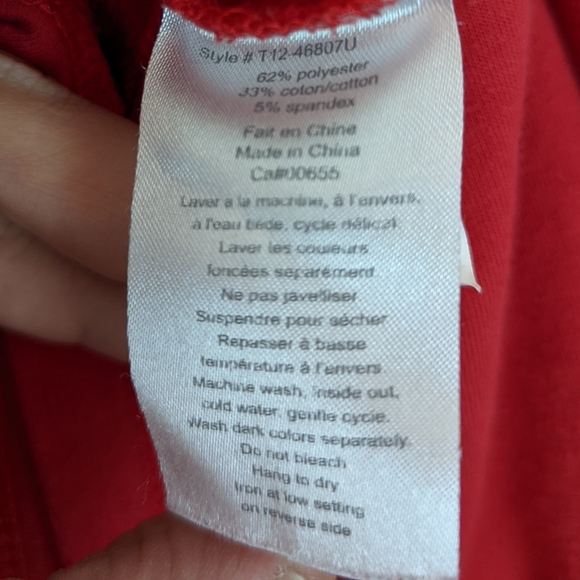 Style # T12-46807U
62% polyester
33% coton/cotton
5% spandex
Fait en Chine
Made in China
Ca#00655
Laver a la machine, à l'envers,
à l'eau tiède, cycle délicat
Laver les couleurs
foncées séparément.
Ne pas javelliser
Suspendre pour sécher
Repasser à basse
température à l'envers
Machine wash, inside out,
cold water, gentle cycle.
Wash dark colors separately.
Do not bleach
Hang to dry
Iron at low setting
on reverse side